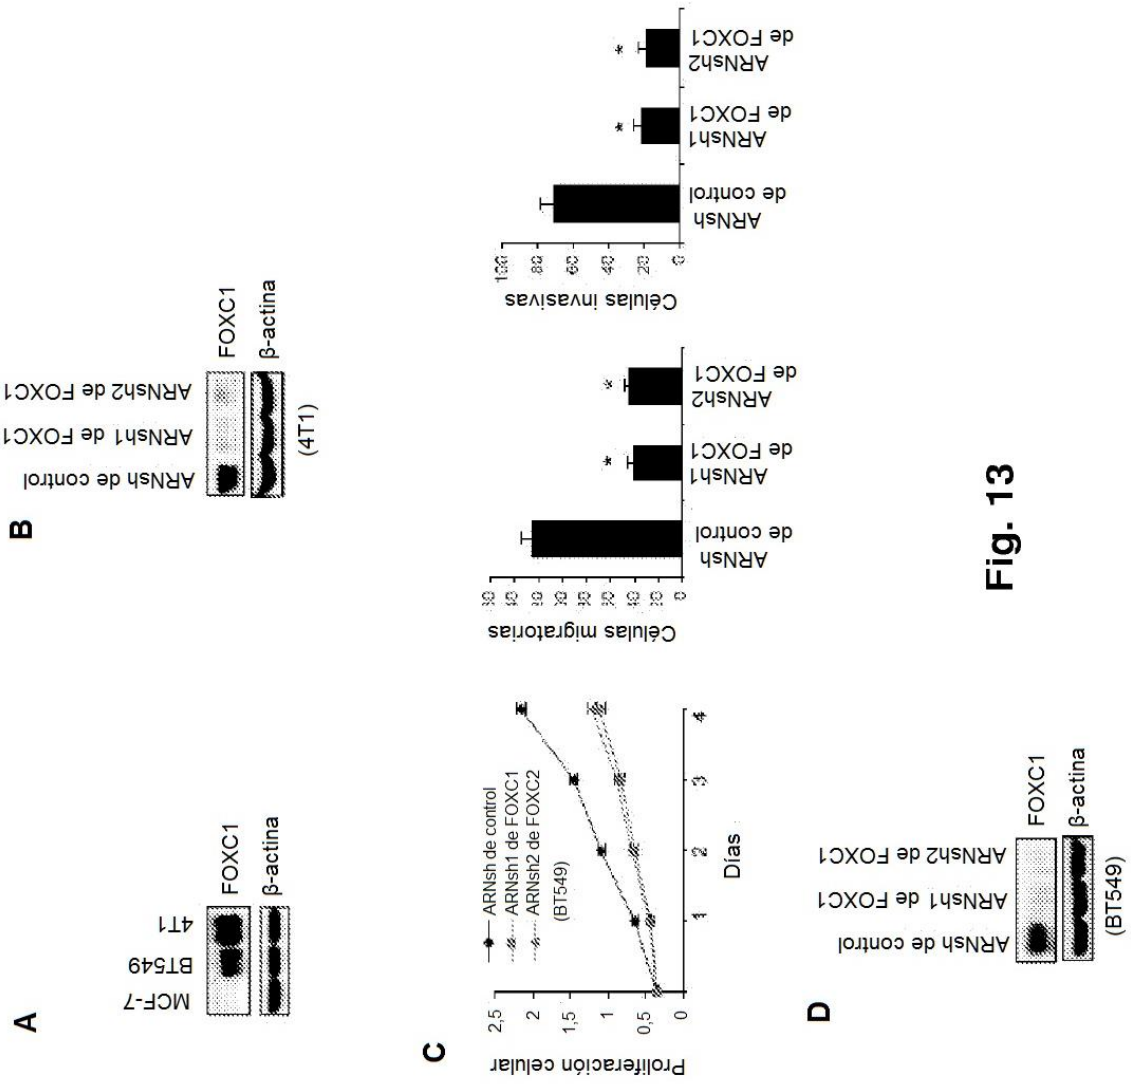 A
MCF-7
BT549
4T1
FOXC1
β-actina
B
ARNsh de control
ARNsh1 de FOXC1
ARNsh2 de FOXC1
FOXC1
β-actina
(4T1)
C
Proliferación celular
2,5
2
1,5
1
0,5
0
ARNsh de control
ARNsh1 de FOXC1
ARNsh2 de FOXC2
(BT549)
1
2
3
4
Días
Células migratorias
40
20
0
ARNsh
de control
*
ARNsh1
de FOXC1
*
ARNsh2
de FOXC1
Células invasivas
100
80
60
40
20
0
ARNsh
de control
*
ARNsh1
de FOXC1
*
ARNsh2
de FOXC1
D
ARNsh de control
ARNsh1 de FOXC1
ARNsh2 de FOXC1
FOXC1
β-actina
(BT549)
Fig. 13